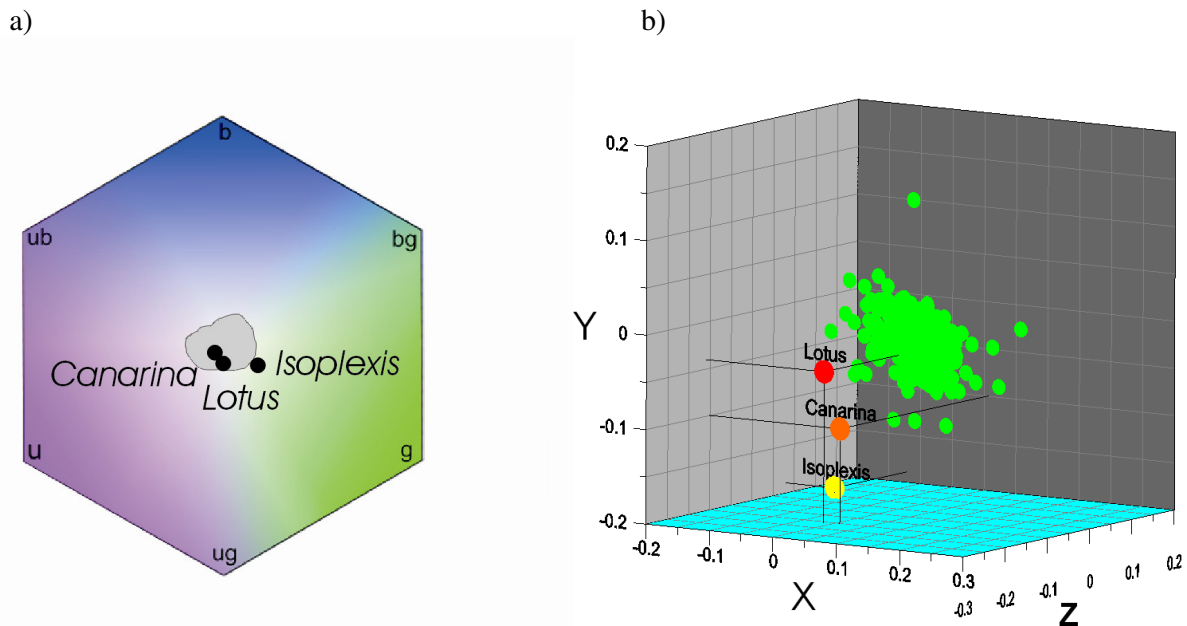 a)
b)
b
ub
bg
Canarina
Lotus
Isoplexis
u
g
ug
0.2
0.1
Y
0
-0.1
-0.2
Lotus
Canarina
Isoplexis
-0.2
-0.1
0
0.1
0.2
0.3
X
-0.3
-0.2
-0.1
0
0.1
0.2
Z